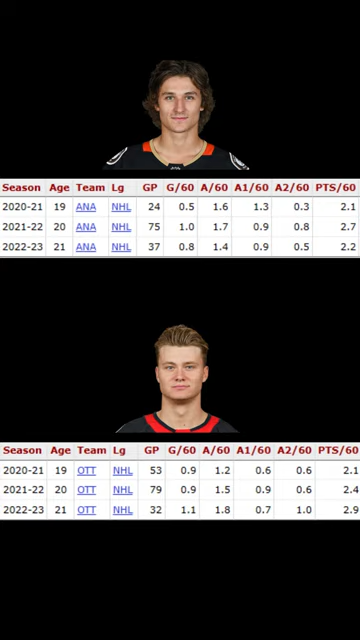 Season Age Team Lg GP G/60 A/60 A1/60 A2/60 PTS/60
2020-21 19 ANA NHL 24 0.5 1.6 1.3 0.3 2.1
2021-22 20 ANA NHL 75 1.0 1.7 0.9 0.8 2.7
2022-23 21 ANA NHL 37 0.8 1.4 0.9 0.5 2.2
Season Age Team Lg GP G/60 A/60 A1/60 A2/60 PTS/60
2020-21 19 OTT NHL 53 0.9 1.2 0.6 0.6 2.1
2021-22 20 OTT NHL 79 0.9 1.5 0.9 0.6 2.4
2022-23 21 OTT NHL 32 1.1 1.8 0.7 1.0 2.9